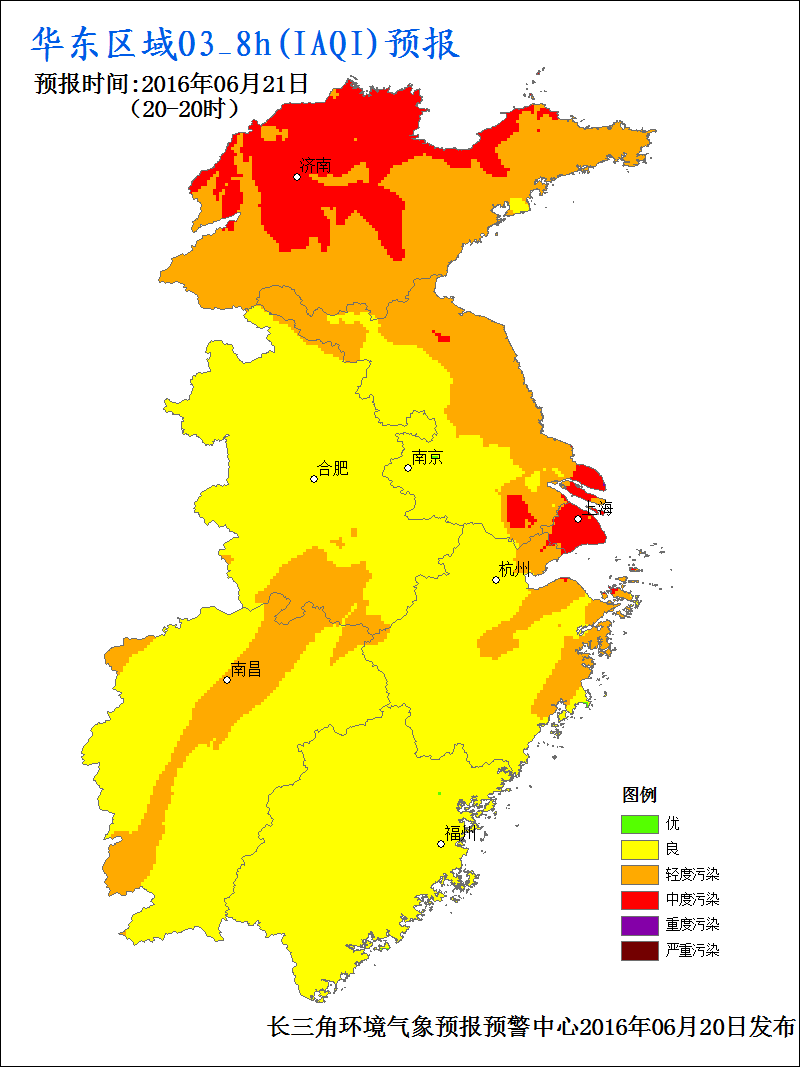 华东区域O3_8h(IAQI)预报
预报时间:2016年06月21日
(20-20时)
济南
南京
合肥
上海
杭州
南昌
福州
图例
优
良
轻度污染
中度污染
重度污染
严重污染
长三角环境气象预报预警中心2016年06月20日发布